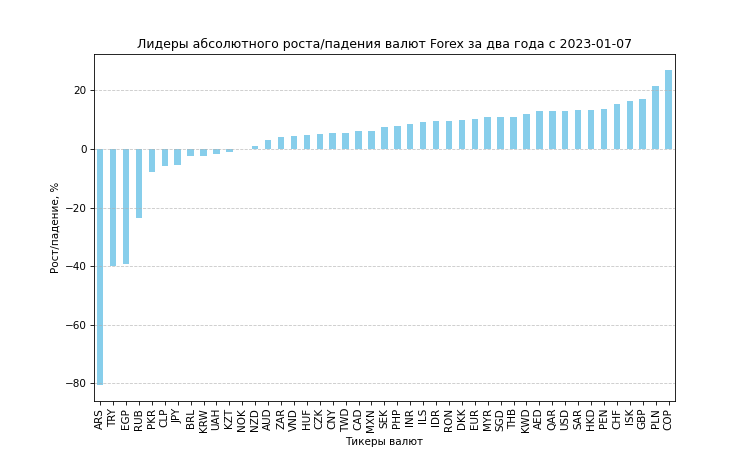 Лидеры абсолютного роста/падения валют Forex за два года с 2023-01-07
Рост/падение, %
20
0
−20
−40
−60
−80
ARS TRY EGP RUB PKR CLP JPY BRL KRW UAH KZT NOK NZD AUD ZAR VND HUF CZK CNY TWD CAD MXN SEK PHP INR ILS IDR RON DKK EUR MYR SGD THB KWD AED QAR USD SAR HKD PEN CHF ISK GBP PLN COP
Тикеры валют